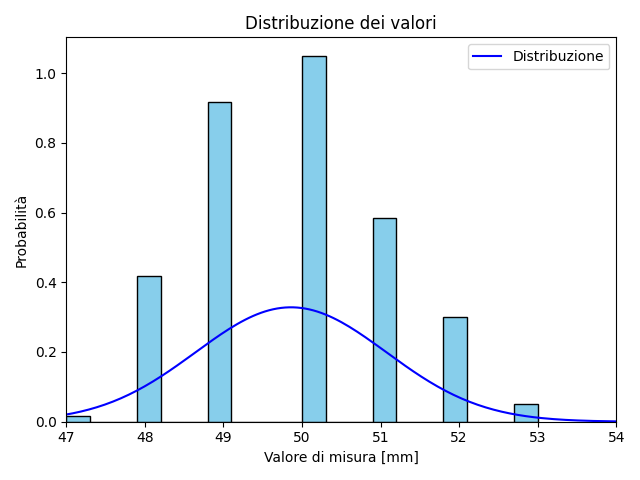 Distribuzione dei valori
Distribuzione
Probabilità
1.0
0.8
0.6
0.4
0.2
0.0
47 48 49 50 51 52 53 54
Valore di misura [mm]